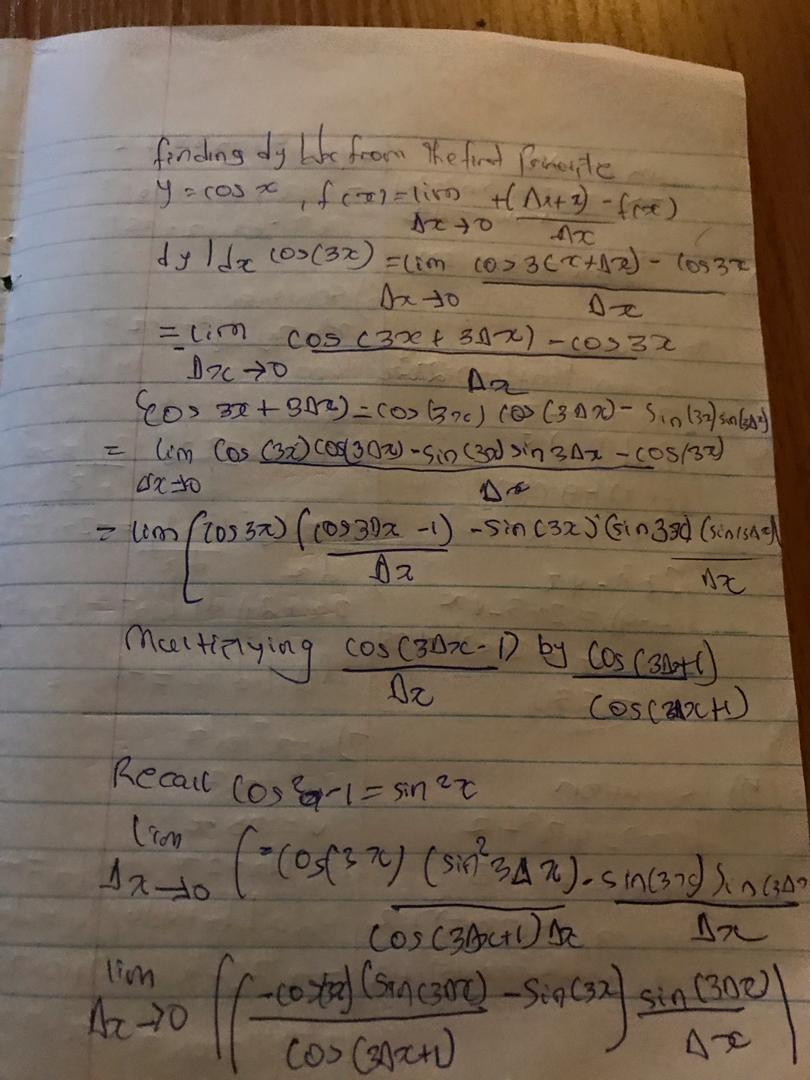 finding dy/dx from the first Principle
y = cos x , f(x) = lim Δx→0 f(Δx+x) - f(x) / Δx
dy/dx cos(3x) = lim Δx→0 cos 3(x+Δx) - cos 3x / Δx
= lim Δx→0 cos (3x + 3Δx) - cos 3x / Δx
Cos 3x + 3Δx) = cos(3x) cos(3Δx) - Sin(3x) sin(3Δx)
= lim Δx→0 cos (3x) cos(3Δx) - sin(3x) sin 3Δx - cos(3x) / Δx
= lim [cos 3x) (cos 3Δx - 1) / Δx - sin(3x) (sin(3Δx) / Δx
Multiplying cos(3Δx - 1) / Δx by cos(3Δx+1) / cos(3Δx+1)
Recall cos² - 1 = sin²x
lim Δx→0 (= cos(3x) (sin² 3Δx) / cos(3Δx+1) Δx - sin(3x) sin(3Δx / Δx
lim Δx→0 ((-cos(3x) (sin(3Δx) / cos(3Δx+1) - sin(3x) ) sin(3Δx) / Δx )